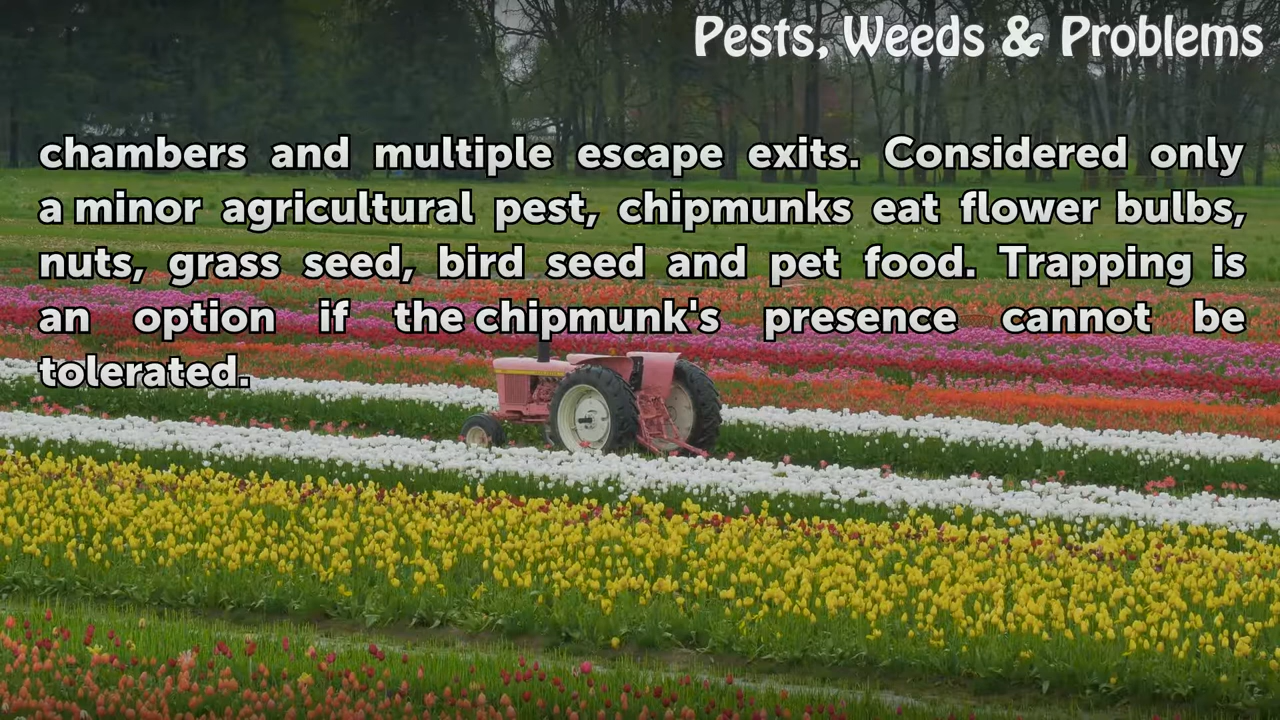 Pests, Weeds & Problems
chambers and multiple escape exits. Considered only
a minor agricultural pest, chipmunks eat flower bulbs,
nuts, grass seed, bird seed and pet food. Trapping is
an option if the chipmunk's presence cannot be
tolerated.